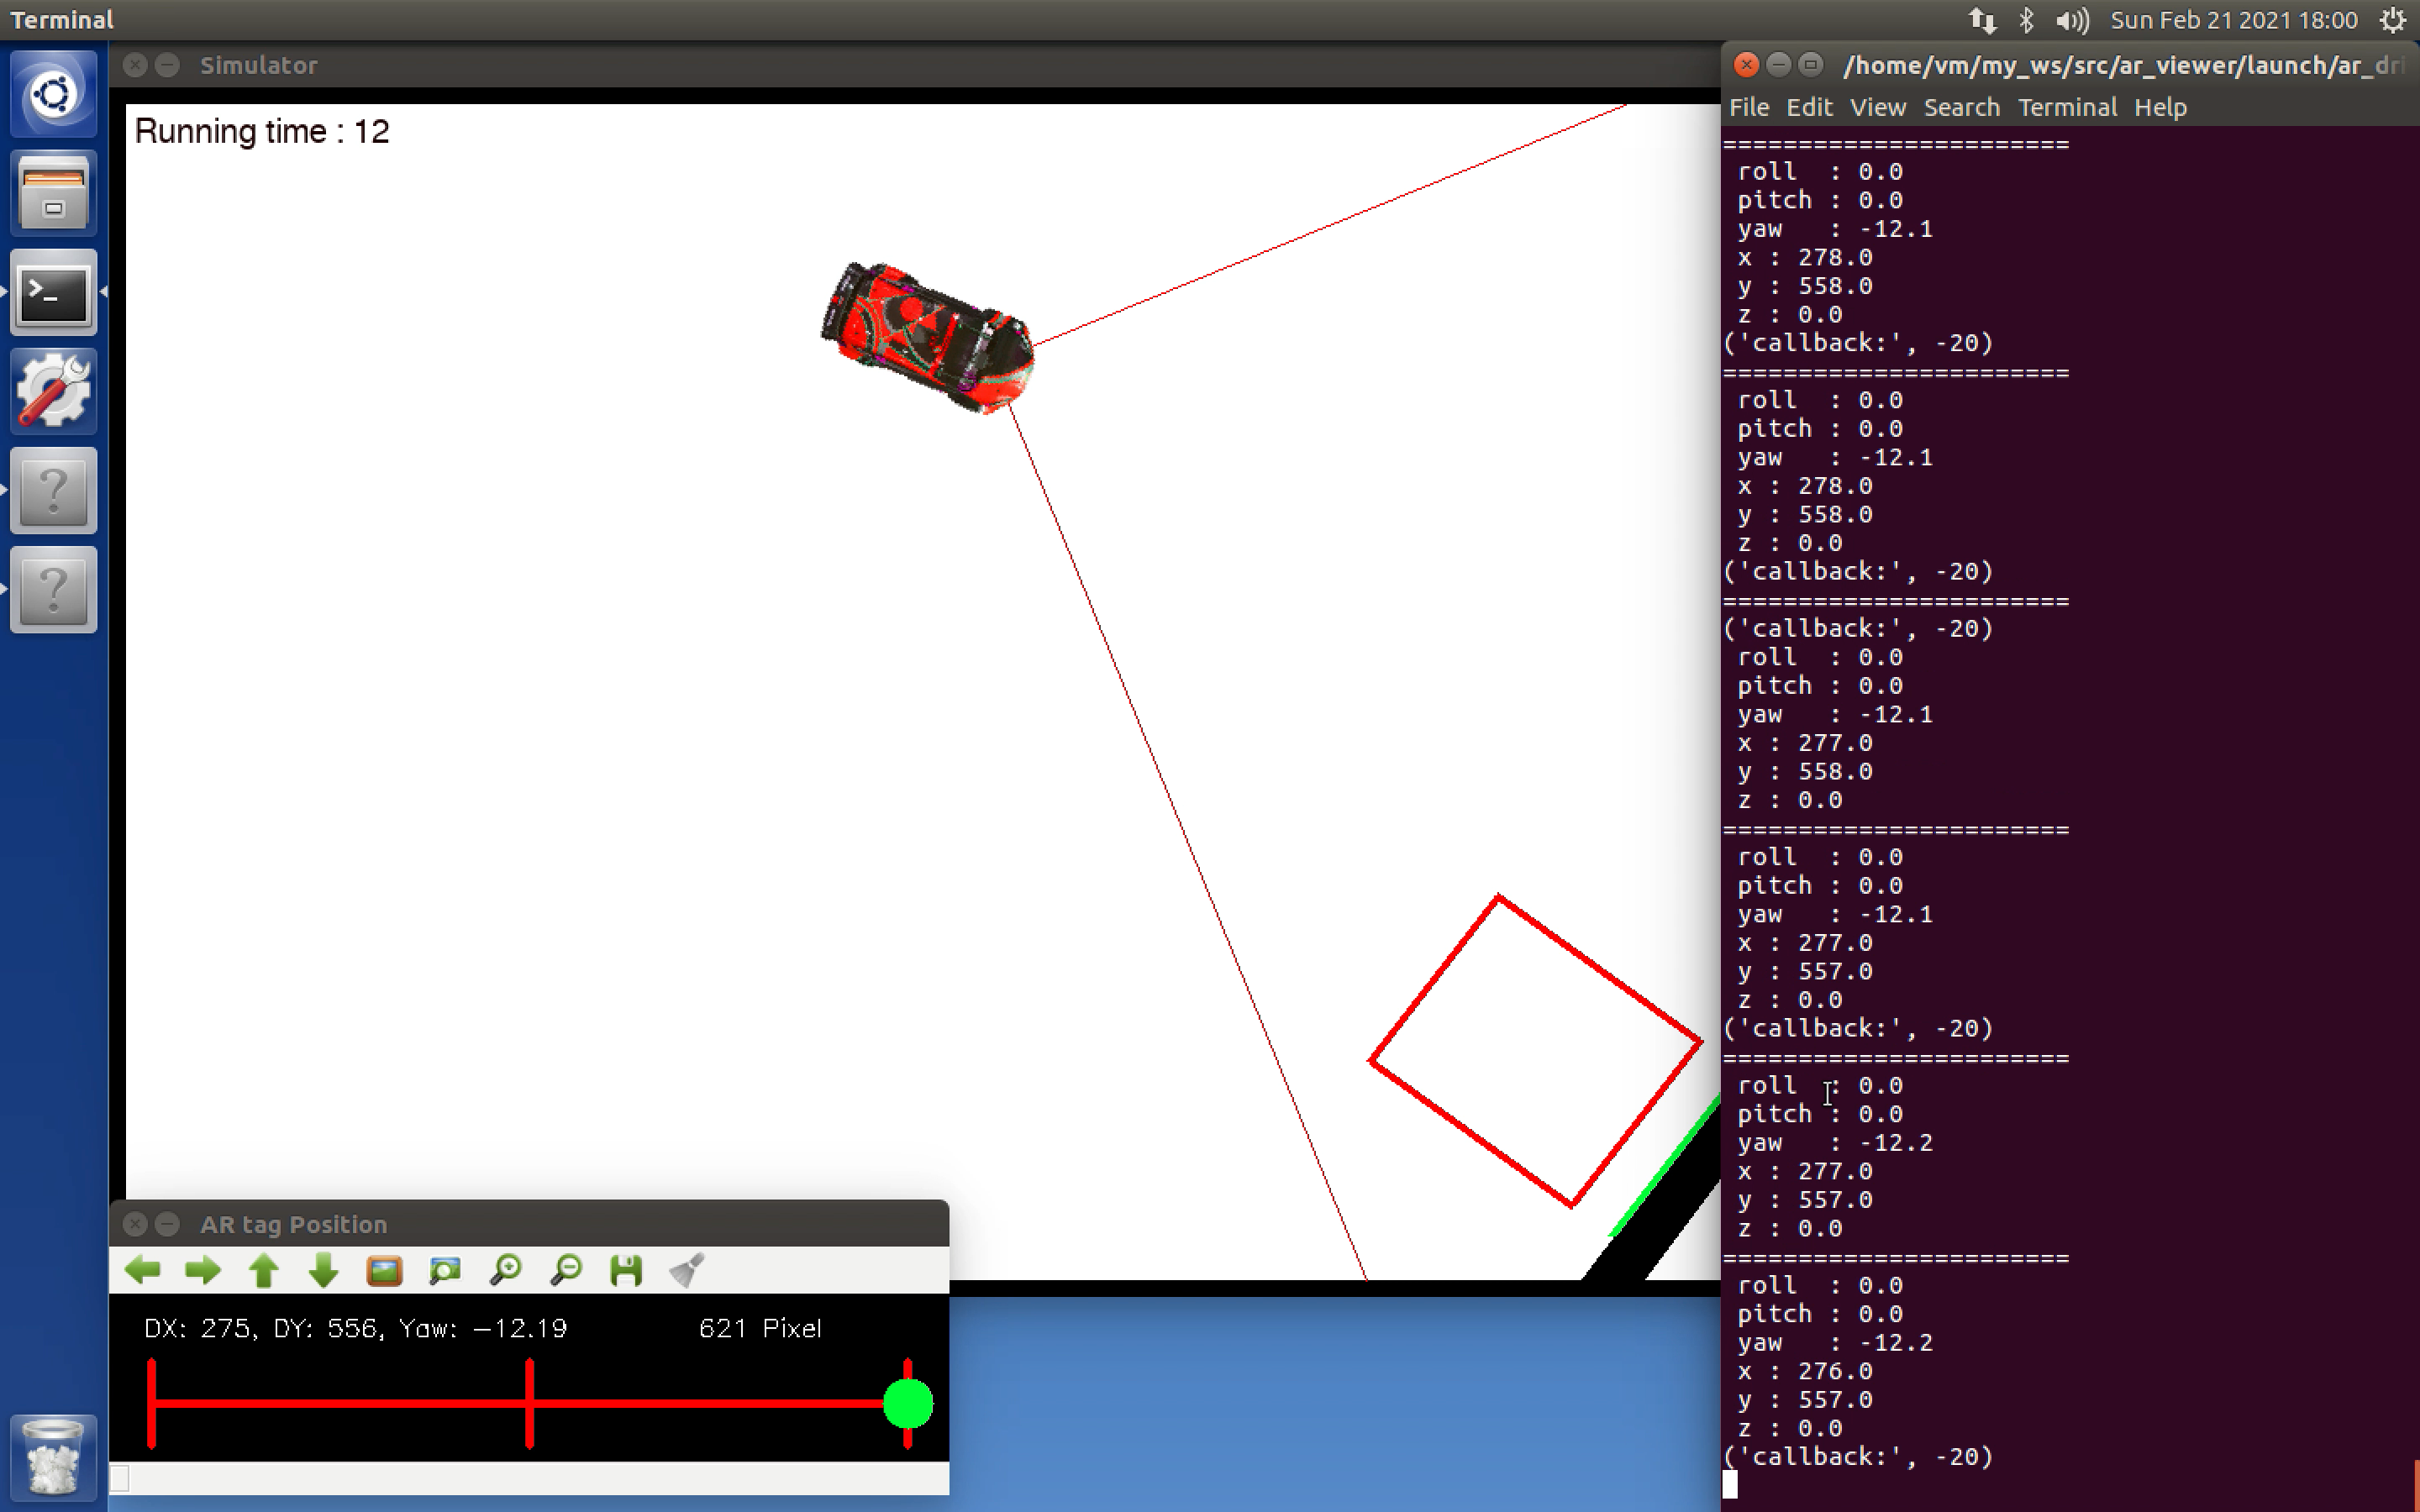 Terminal
Sun Feb 21 2021 18:00
Simulator
Running time : 12
AR tag Position
DX: 275, DY: 556, Yaw: −12.19 621 Pixel
/home/vm/my_ws/src/ar_viewer/launch/ar_dri
File Edit View Search Terminal Help
=======================
roll : 0.0
pitch : 0.0
yaw : -12.1
x : 278.0
y : 558.0
z : 0.0
('callback:', -20)
=======================
roll : 0.0
pitch : 0.0
yaw : -12.1
x : 278.0
y : 558.0
z : 0.0
('callback:', -20)
=======================
('callback:', -20)
roll : 0.0
pitch : 0.0
yaw : -12.1
x : 277.0
y : 558.0
z : 0.0
=======================
roll : 0.0
pitch : 0.0
yaw : -12.1
x : 277.0
y : 557.0
z : 0.0
('callback:', -20)
=======================
roll : 0.0
pitch : 0.0
yaw : -12.2
x : 277.0
y : 557.0
z : 0.0
=======================
roll : 0.0
pitch : 0.0
yaw : -12.2
x : 276.0
y : 557.0
z : 0.0
('callback:', -20)